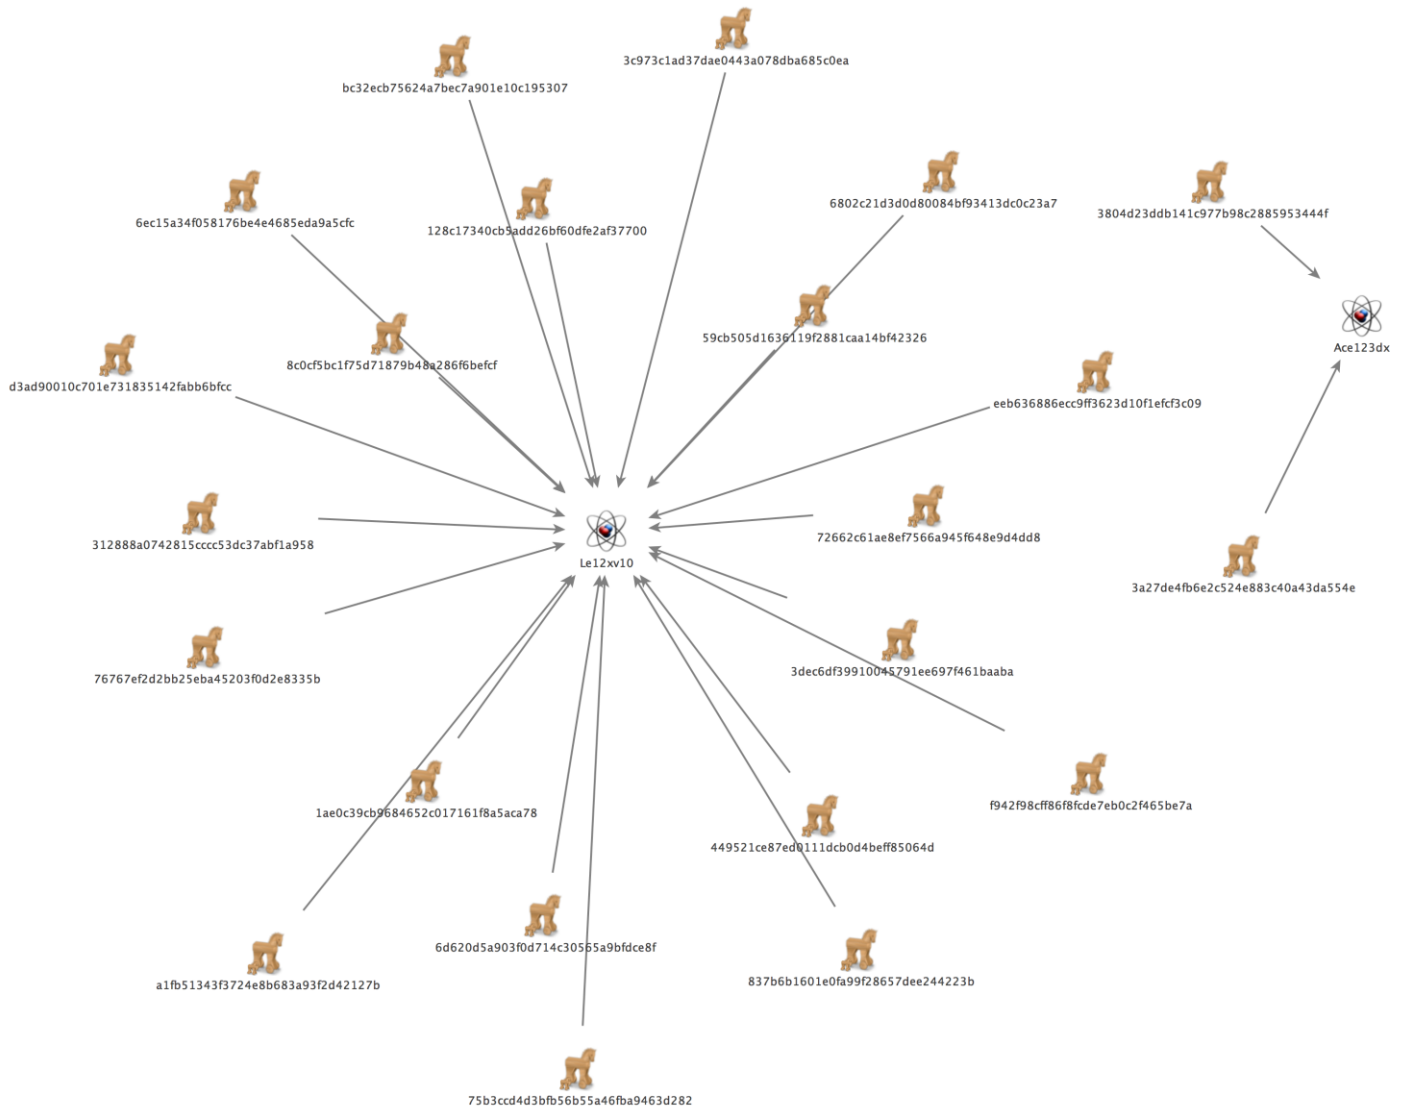 3c973c1ad37dae0443a078dba685c0ea
bc32ecb75624a7bec7a901e10c195307
6802c21d3d0d80084bf93413dc0c23a7
3804d23ddb141c977b98c2885953444f
6ec15a34f058176be4e4685eda9a5cfc
128c17340cb5add26bf60dfe2af37700
59cb505d1636119f2881caa14bf42326
Ace123dx
8c0cf5bc1f75d71879b48a286f6befcf
d3ad90010c701e731835142fabb6bfcc
eeb636886ecc9ff3623d10f1efcf3c09
72662c61ae8ef7566a945f648e9d4dd8
312888a0742815cccc53dc37abf1a958
Le12xv10
3a27de4fb6e2c524e883c40a43da554e
3dec6df39910045791ee697f461baaba
76767ef2d2bb25eba45203f0d2e8335b
f942f98cff86f8fcde7eb0c2f465be7a
1ae0c39cb9684652c017161f8a5aca78
449521ce87ed0111dcb0d4beff85064d
6d620d5a903f0d714c30565a9bfdce8f
837b6b1601e0fa99f28657dee244223b
a1fb51343f3724e8b683a93f2d42127b
75b3ccd4d3bfb56b55a46fba9463d282